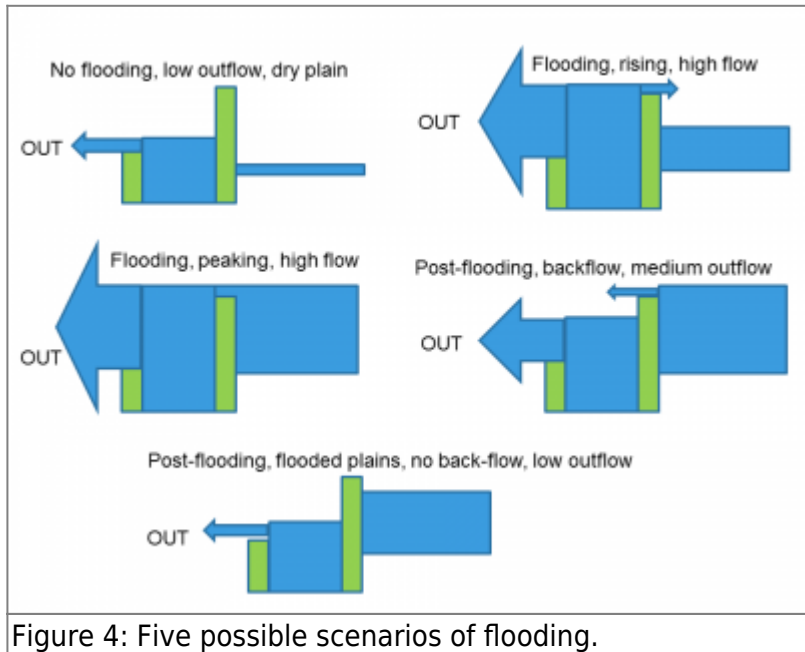 No flooding, low outflow, dry plain
OUT
Flooding, rising, high flow
OUT
Flooding, peaking, high flow
OUT
Post-flooding, backflow, medium outflow
OUT
Post-flooding, flooded plains, no back-flow, low outflow
OUT
Figure 4: Five possible scenarios of flooding.